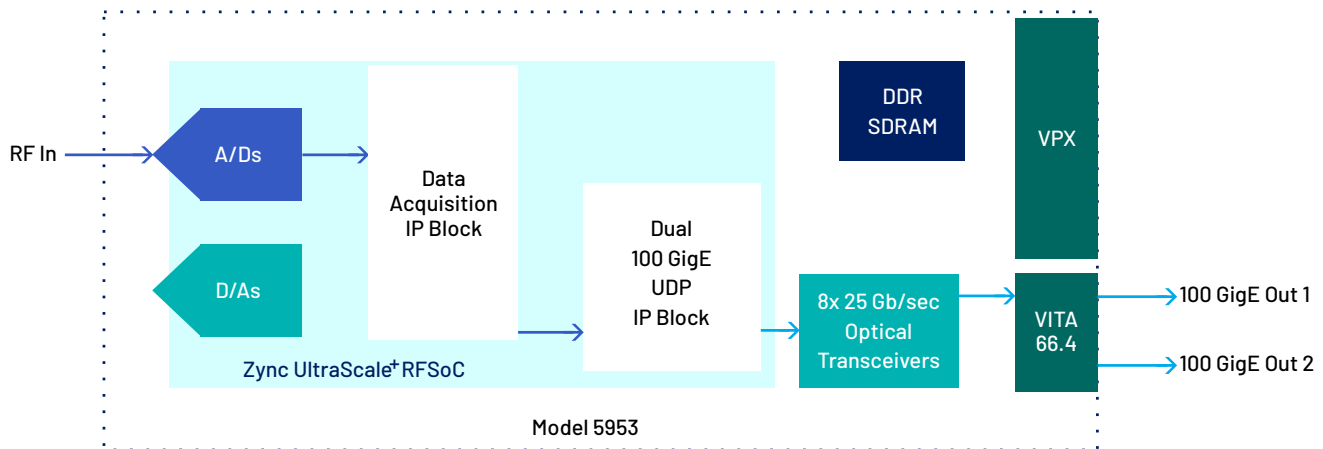 RF In
A/Ds
D/As
Data
Acquisition
IP Block
Dual
100 GigE
UDP
IP Block
Zync UltraScale+ RFSoC
DDR
SDRAM
8x 25 Gb/sec
Optical
Transceivers
VPX
VITA
66.4
100 GigE Out 1
100 GigE Out 2
Model 5953